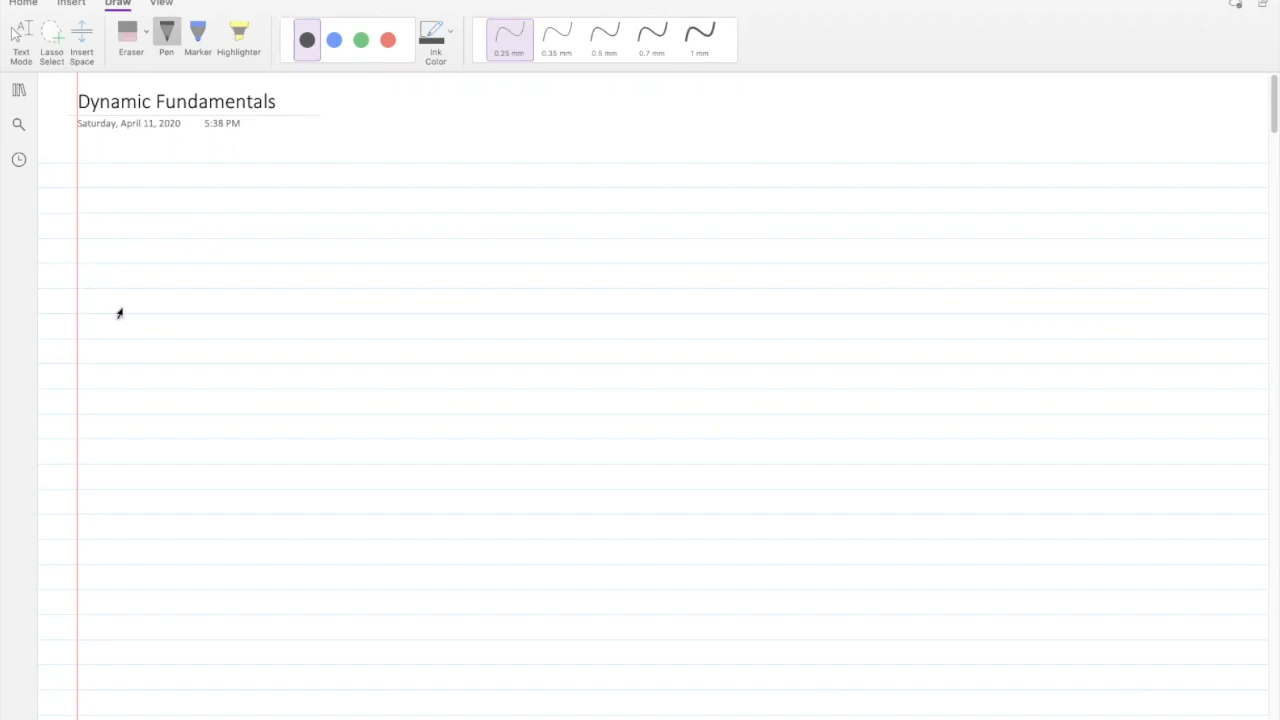 Home Insert Draw View
Text Mode
Lasso Select
Insert Space
Eraser
Pen
Marker
Highlighter
Ink Color
0.25 mm
0.35 mm
0.5 mm
0.7 mm
1 mm
Dynamic Fundamentals
Saturday, April 11, 2020 5:38 PM